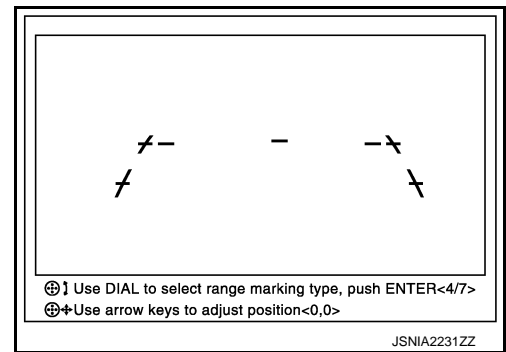 Use DIAL to select range marking type, push ENTER<4/7>
Use arrow keys to adjust position<0,0>
JSNIA2231ZZ